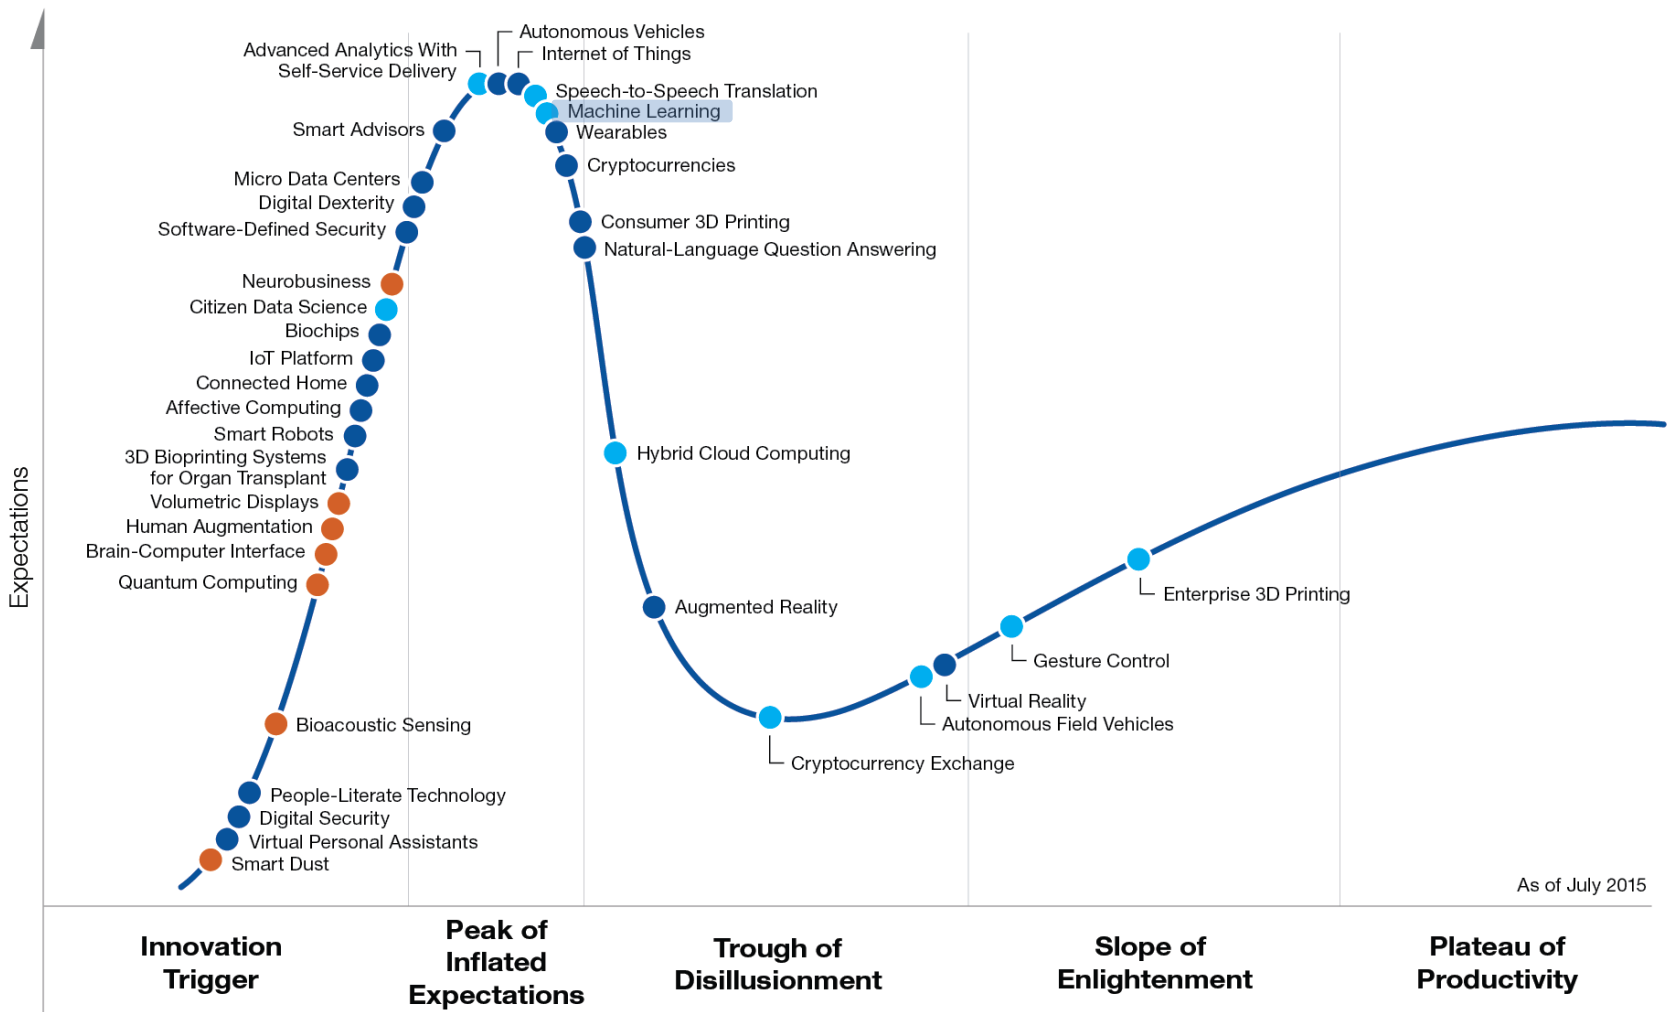 Autonomous Vehicles
Advanced Analytics With
Self-Service Delivery
Internet of Things
Speech-to-Speech Translation
Machine Learning
Wearables
Smart Advisors
Cryptocurrencies
Micro Data Centers
Digital Dexterity
Software-Defined Security
Consumer 3D Printing
Natural-Language Question Answering
Neurobusiness
Citizen Data Science
Biochips
IoT Platform
Connected Home
Affective Computing
Smart Robots
3D Bioprinting Systems
for Organ Transplant
Volumetric Displays
Human Augmentation
Brain-Computer Interface
Quantum Computing
Hybrid Cloud Computing
Augmented Reality
Enterprise 3D Printing
Gesture Control
Virtual Reality
Autonomous Field Vehicles
Cryptocurrency Exchange
Bioacoustic Sensing
People-Literate Technology
Digital Security
Virtual Personal Assistants
Smart Dust
Expectations
As of July 2015
Innovation
Trigger
Peak of
Inflated
Expectations
Trough of
Disillusionment
Slope of
Enlightenment
Plateau of
Productivity